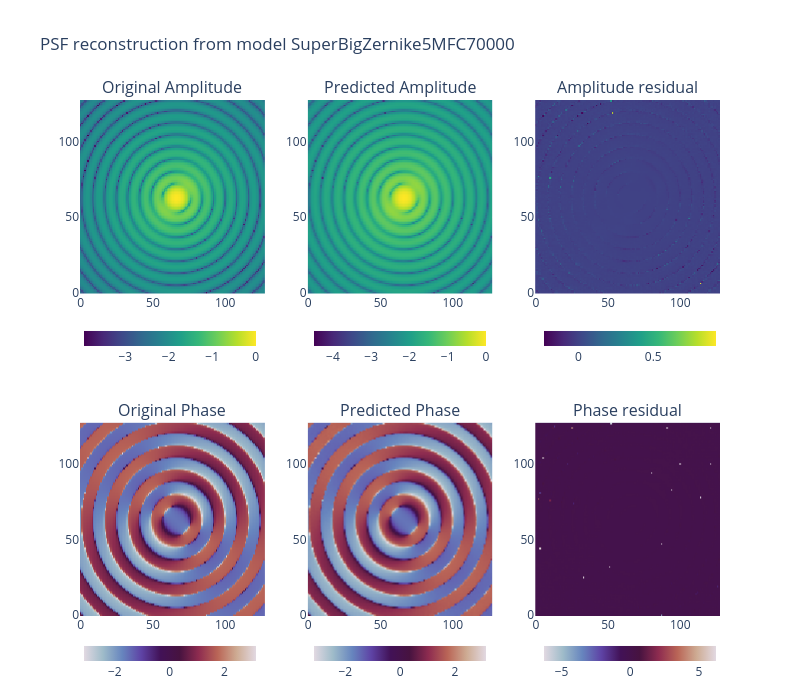 PSF reconstruction from model SuperBigZernike5MFC70000
Original Amplitude
Predicted Amplitude
Amplitude residual
100
50
0
0 50 100
100
50
0
0 50 100
100
50
0
0 50 100
−3 −2 −1 0
−4 −3 −2 −1 0
0 0.5
Original Phase
Predicted Phase
Phase residual
100
50
0
0 50 100
100
50
0
0 50 100
100
50
0
0 50 100
−2 0 2
−2 0 2
−5 0 5